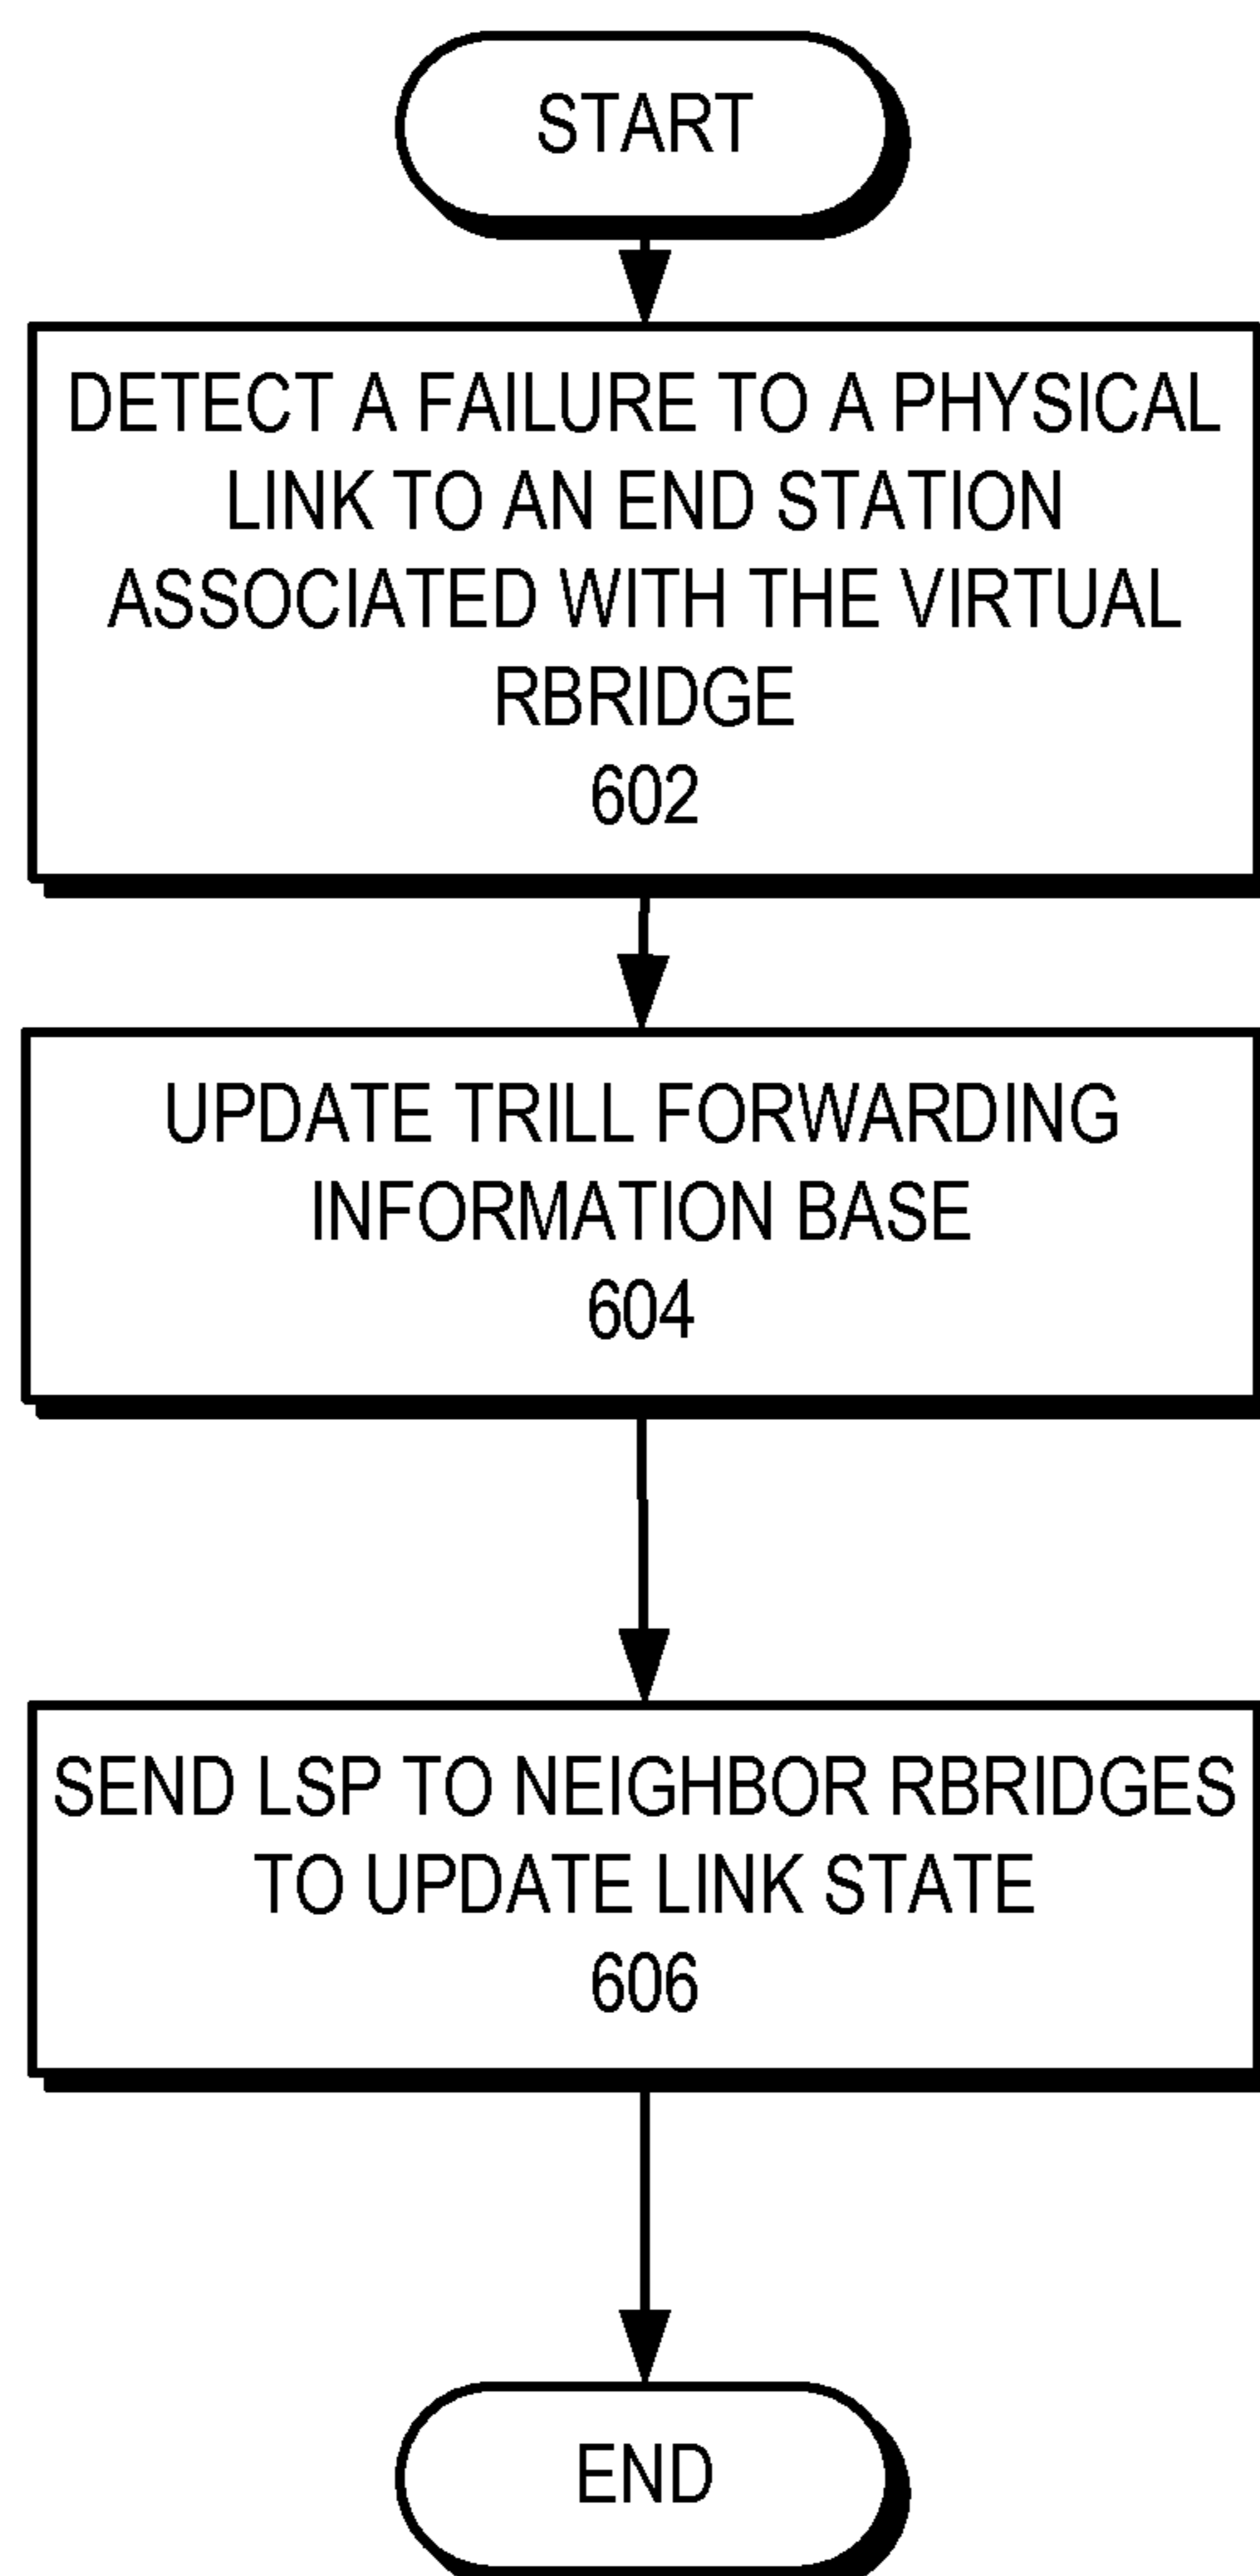 START
DETECT A FAILURE TO A PHYSICAL
LINK TO AN END STATION
ASSOCIATED WITH THE VIRTUAL
RBRIDGE
602
UPDATE TRILL FORWARDING
INFORMATION BASE
604
SEND LSP TO NEIGHBOR RBRIDGES
TO UPDATE LINK STATE
606
END